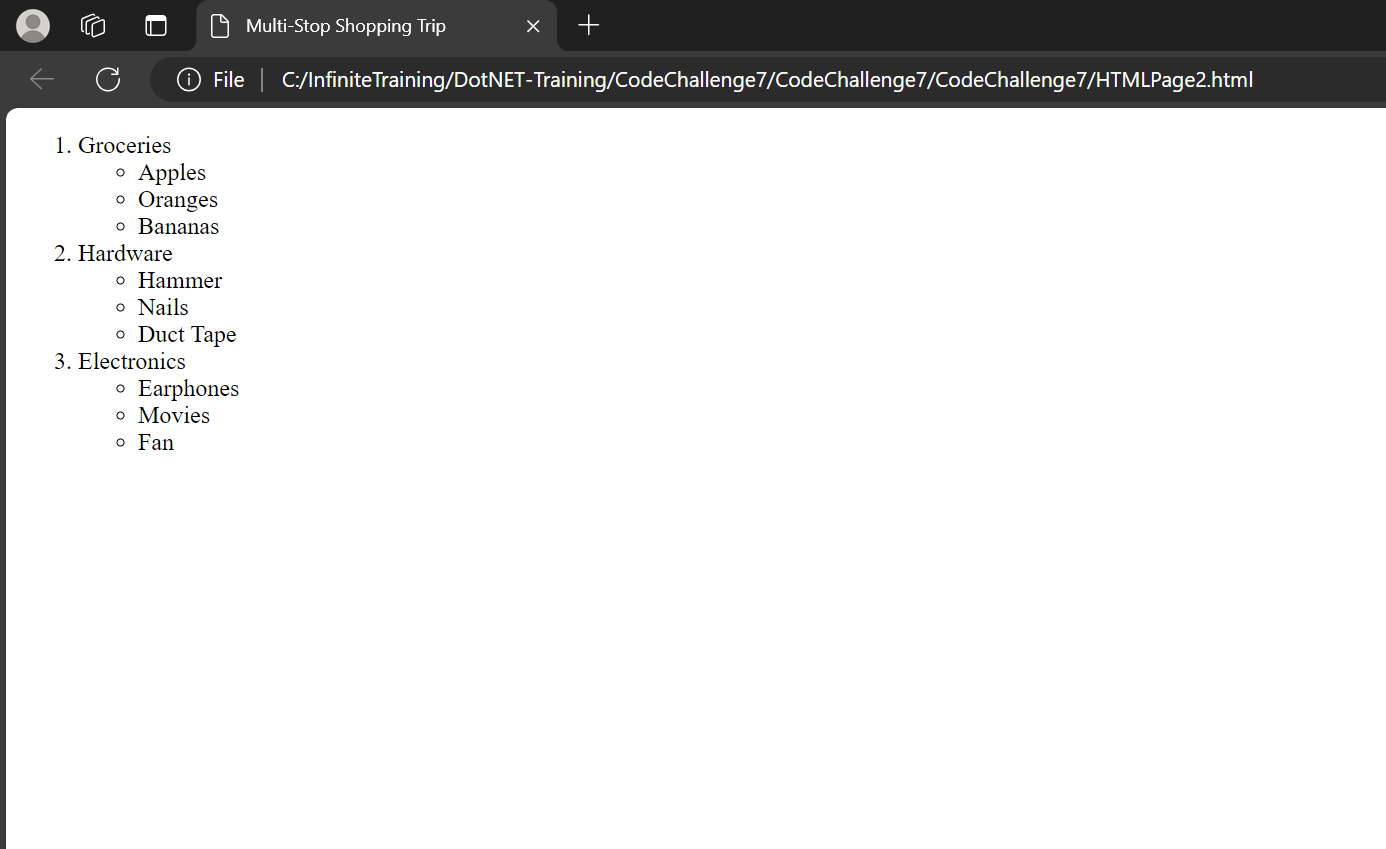 Multi-Stop Shopping Trip
File C:/InfiniteTraining/DotNET-Training/CodeChallenge7/CodeChallenge7/CodeChallenge7/HTMLPage2.html
1. Groceries
Apples
Oranges
Bananas
2. Hardware
Hammer
Nails
Duct Tape
3. Electronics
Earphones
Movies
Fan